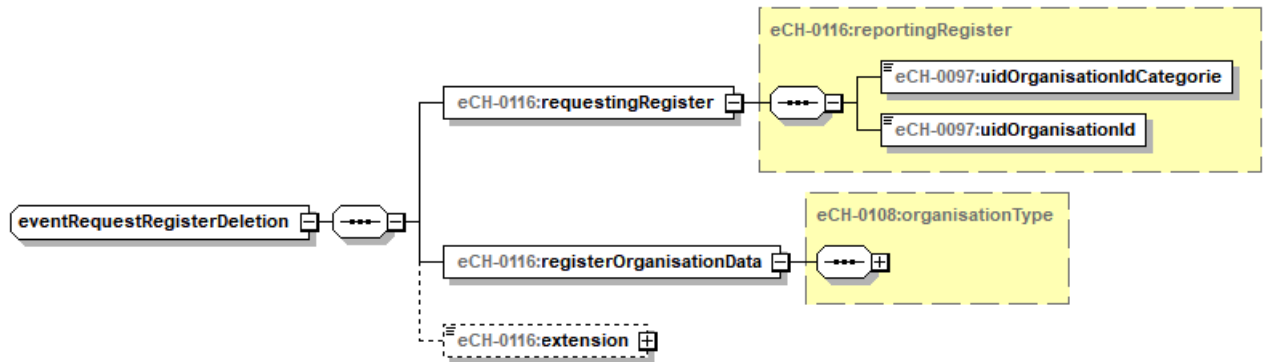 eCH-0116:reportingRegister
eCH-0097:uidOrganisationIdCategorie
eCH-0116:requestingRegister
eCH-0097:uidOrganisationId
eventRequestRegisterDeletion
eCH-0108:organisationType
eCH-0116:registerOrganisationData
eCH-0116:extension